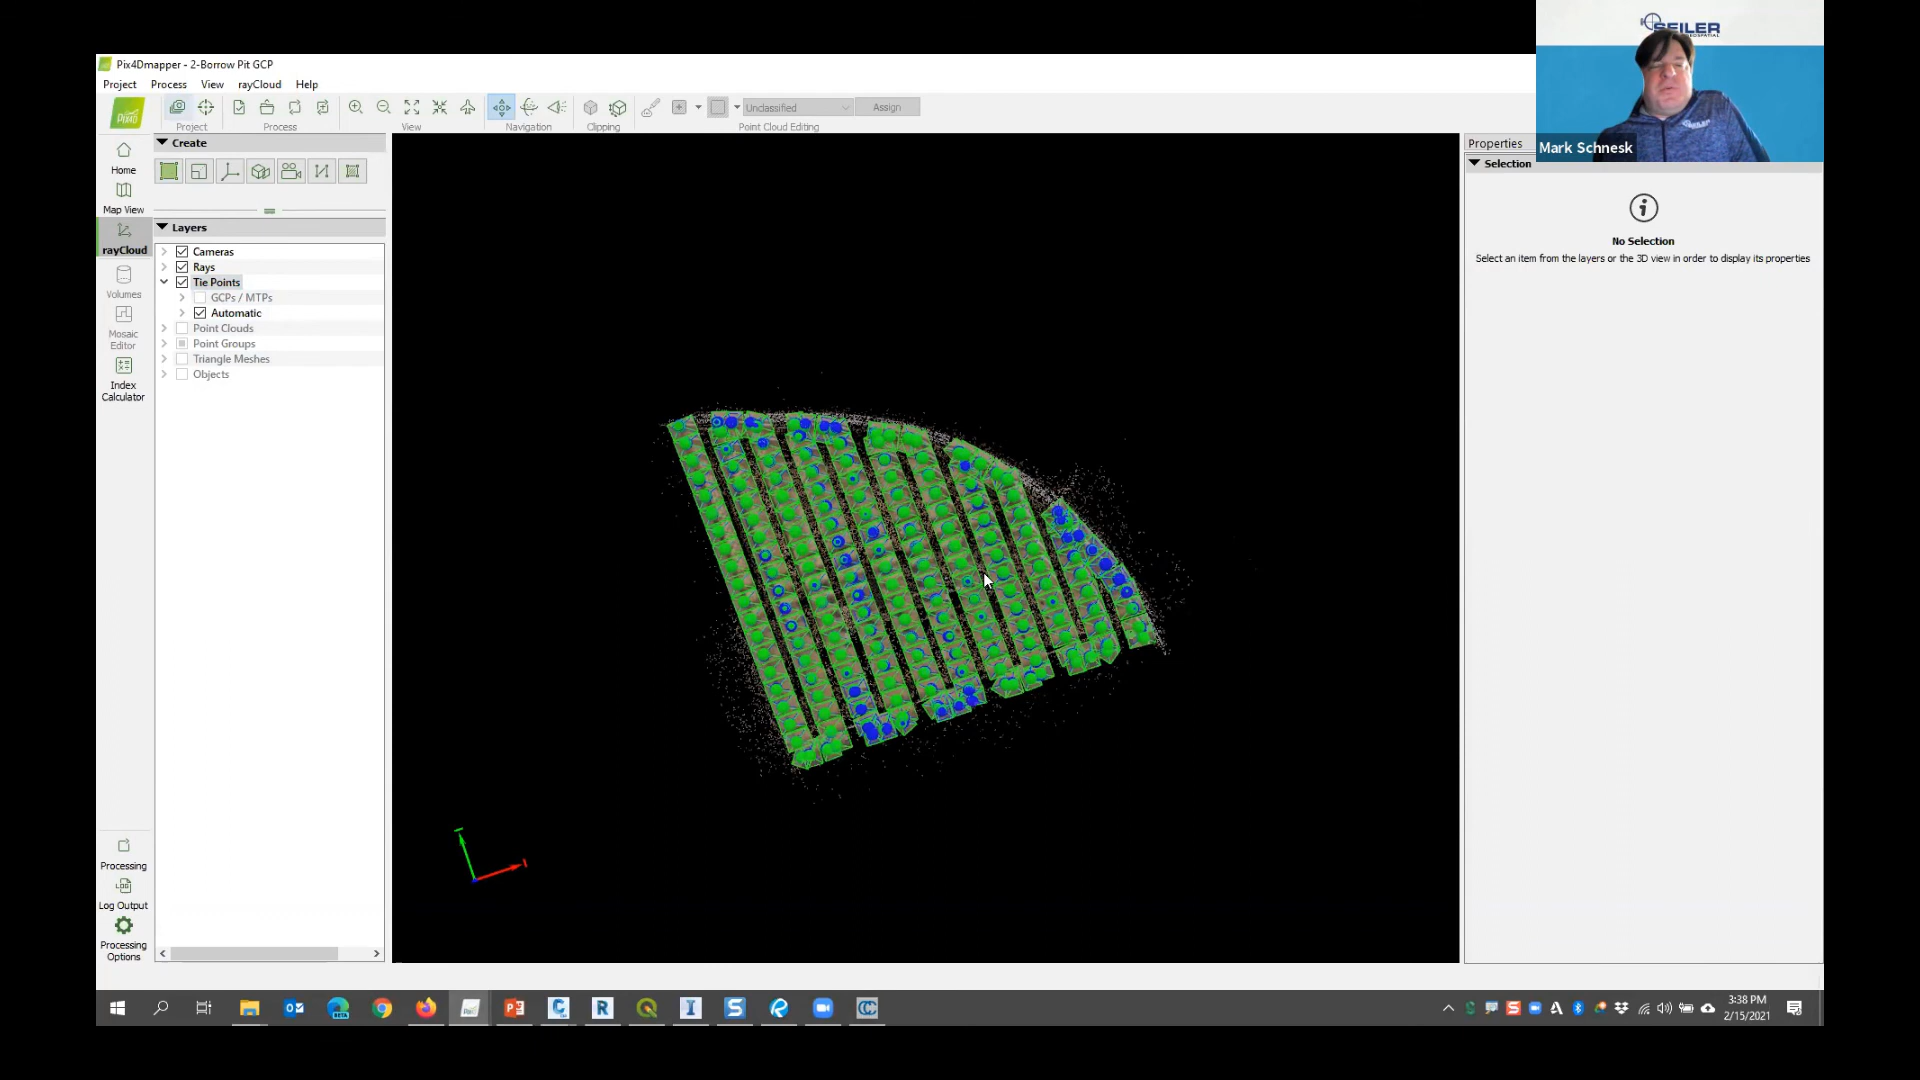 SEILER
GEOSPATIAL
Mark Schnesk
Pix4Dmapper - 2-Borrow Pit GCP
Project Process View rayCloud Help
Unclassified Assign
Project Process View Navigation Clipping Point Cloud Editing
Create
Home
Map View
rayCloud
Volumes
Mosaic
Editor
Index
Calculator
Layers
Cameras
Rays
Tie Points
GCPs / MTPs
Automatic
Point Clouds
Point Groups
Triangle Meshes
Objects
Properties
Selection
No Selection
Select an item from the layers or the 3D view in order to display its properties
Processing
Log Output
Processing
Options
3:38 PM
2/15/2021